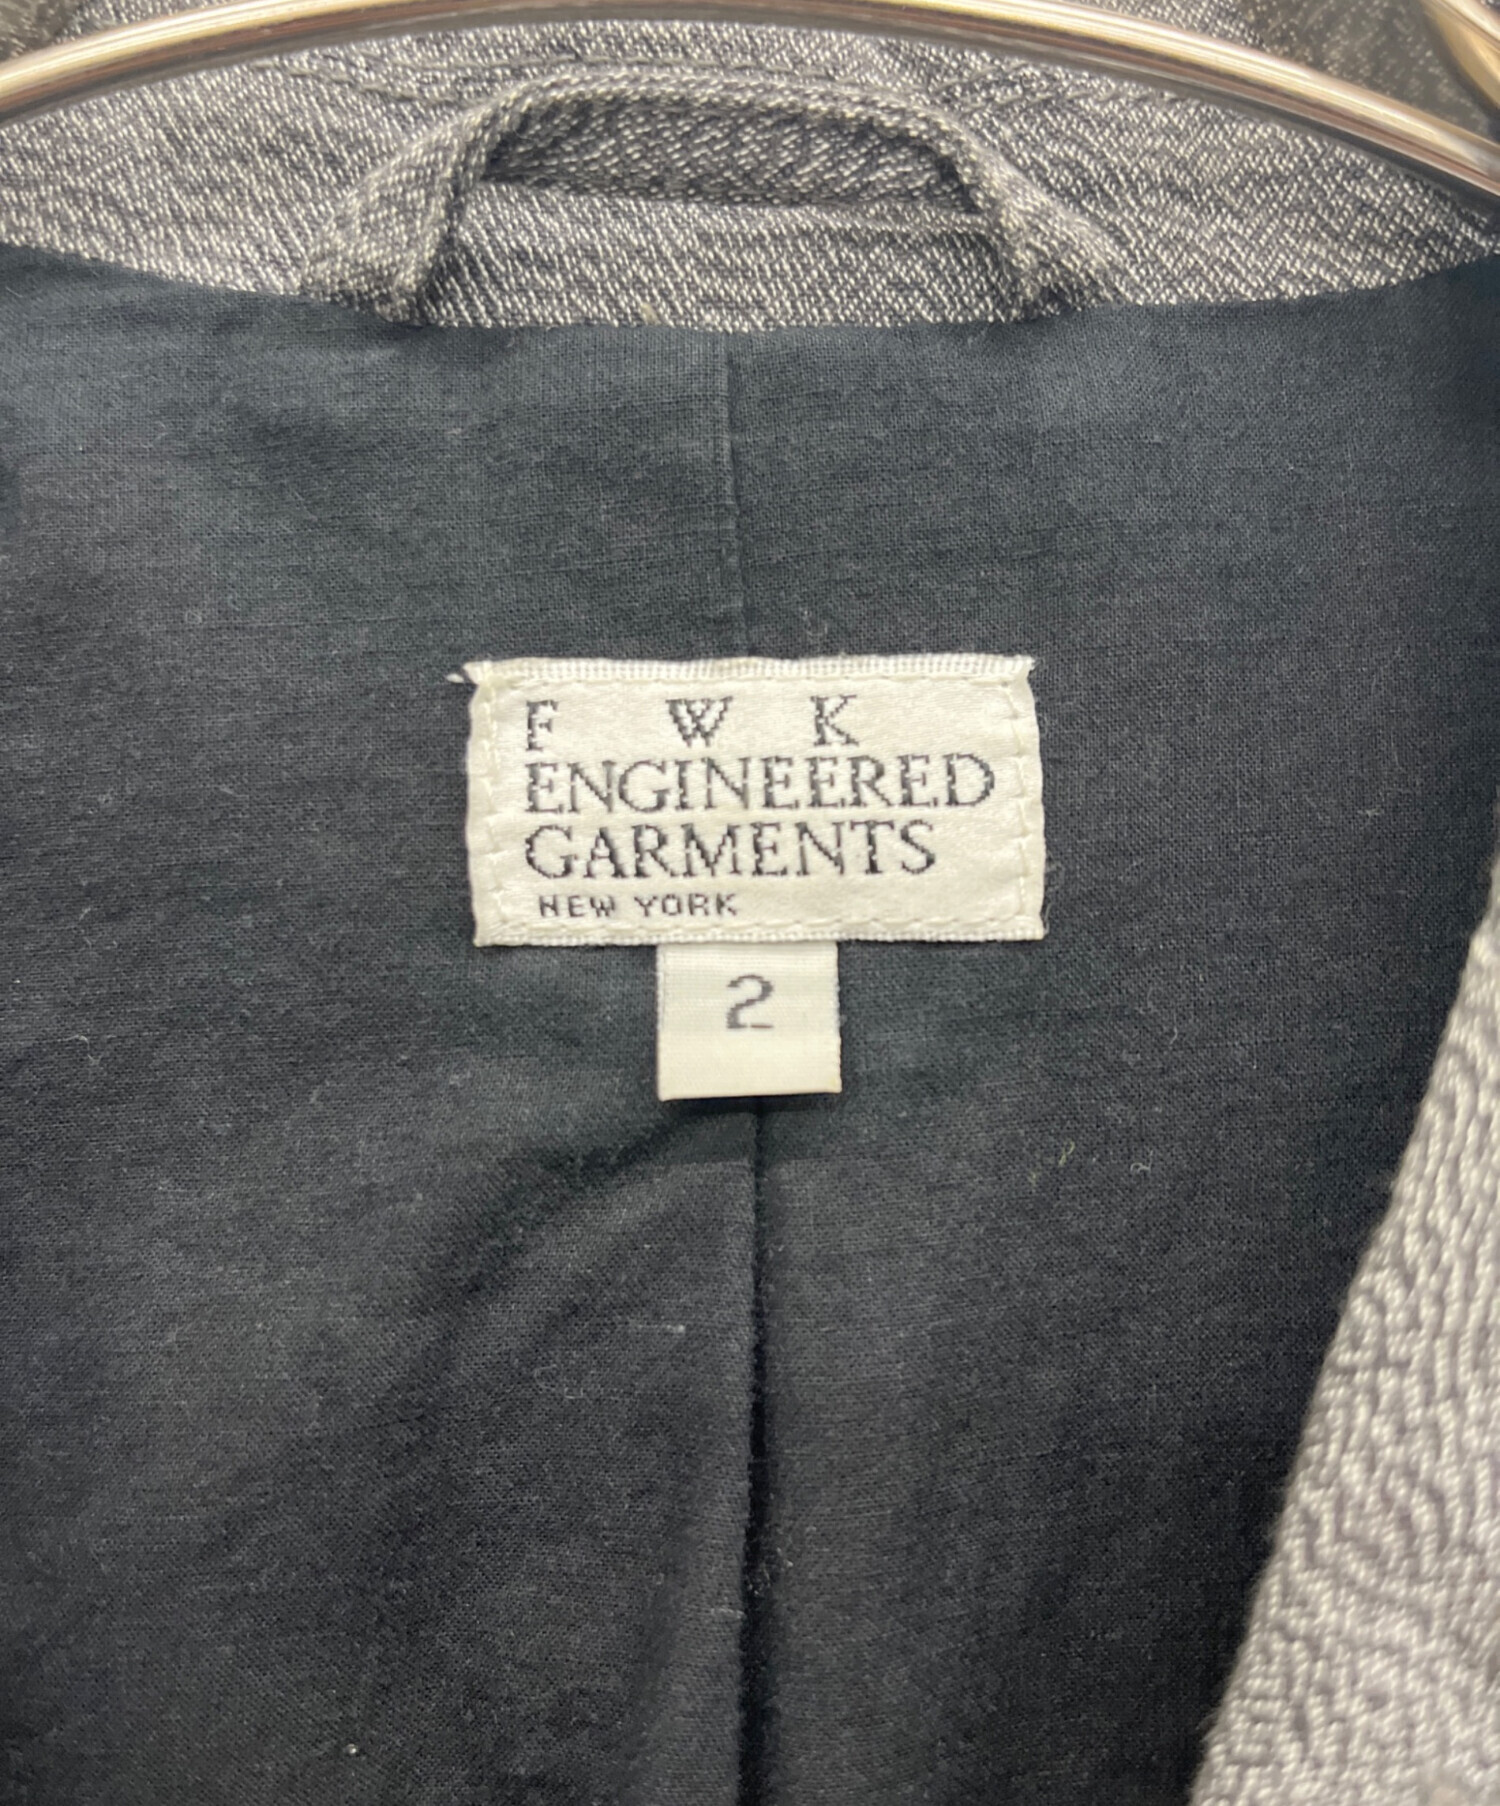 F W K
ENGINEERED
GARMENTS
NEW YORK
2